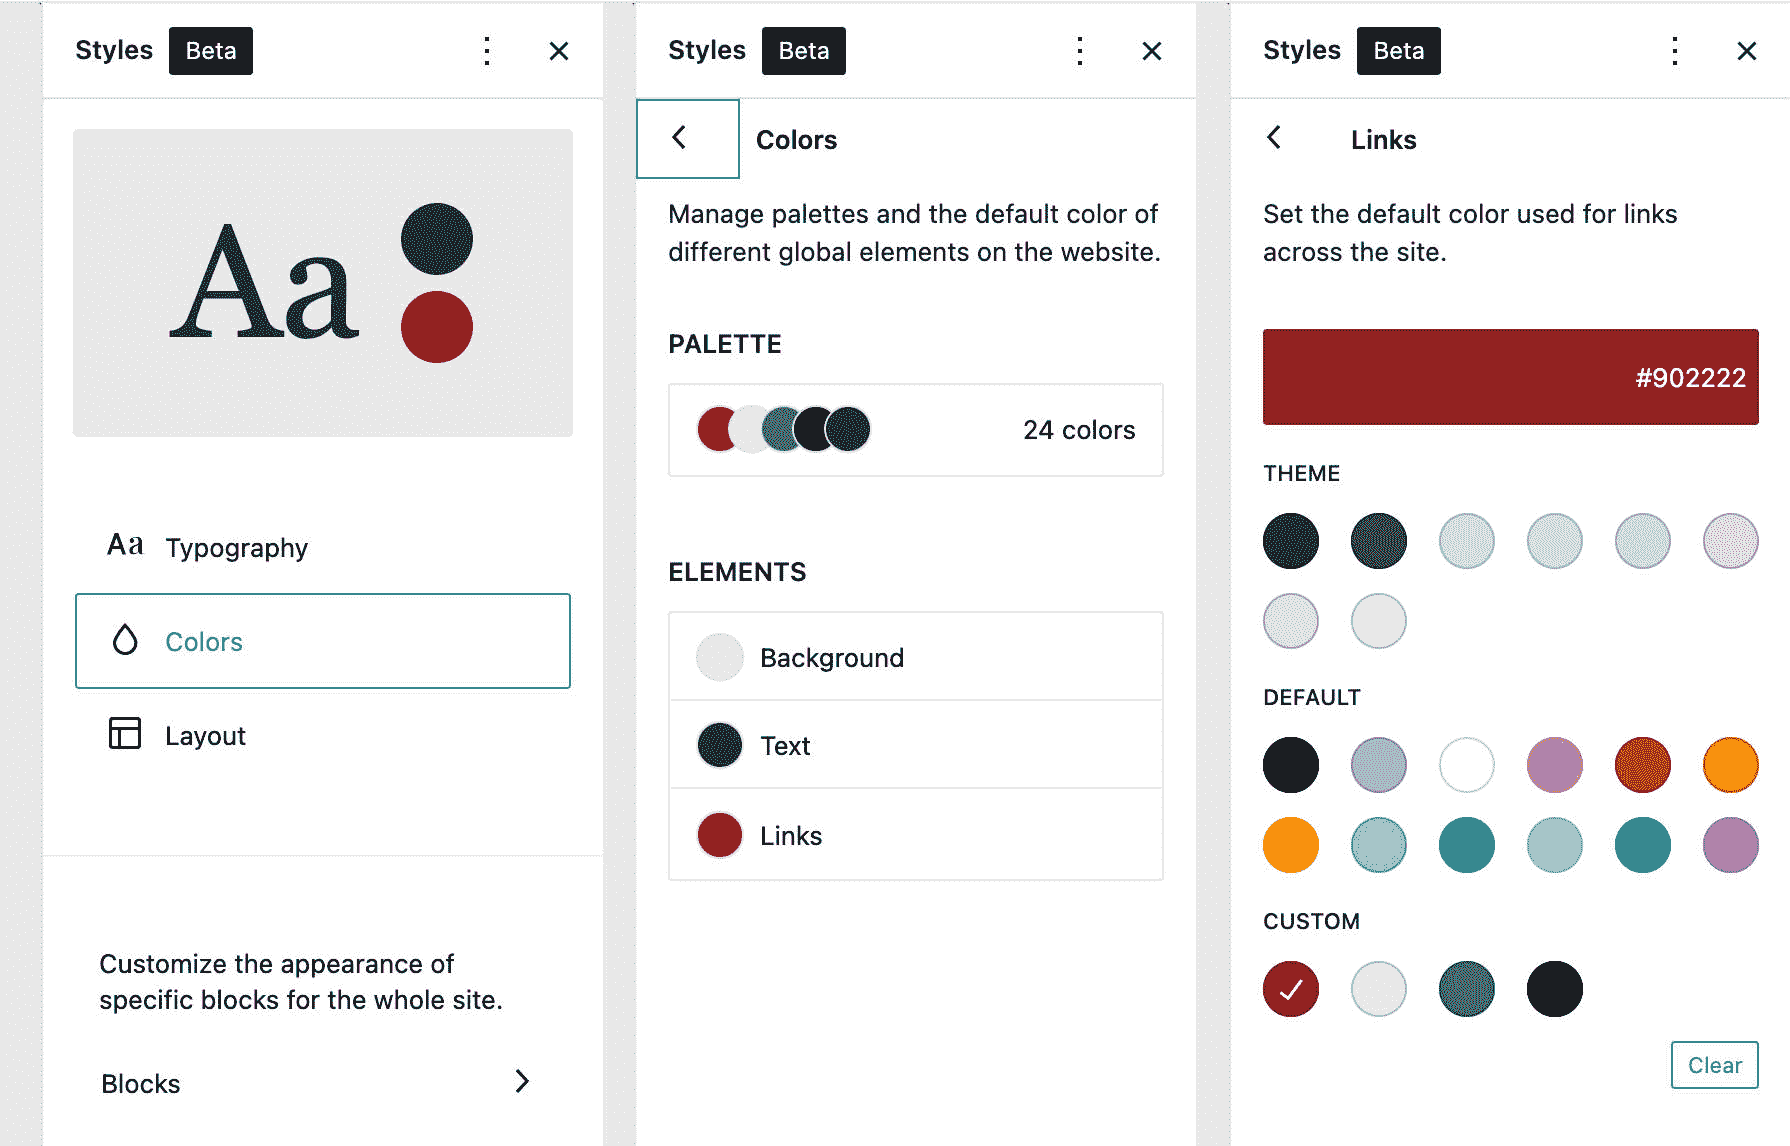 Styles Beta
Aa
Aa Typography
Colors
Layout
Customize the appearance of
specific blocks for the whole site.
Blocks
Styles Beta
Colors
Manage palettes and the default color of
different global elements on the website.
PALETTE
24 colors
ELEMENTS
Background
Text
Links
Styles Beta
Links
Set the default color used for links
across the site.
#902222
THEME
DEFAULT
CUSTOM
Clear